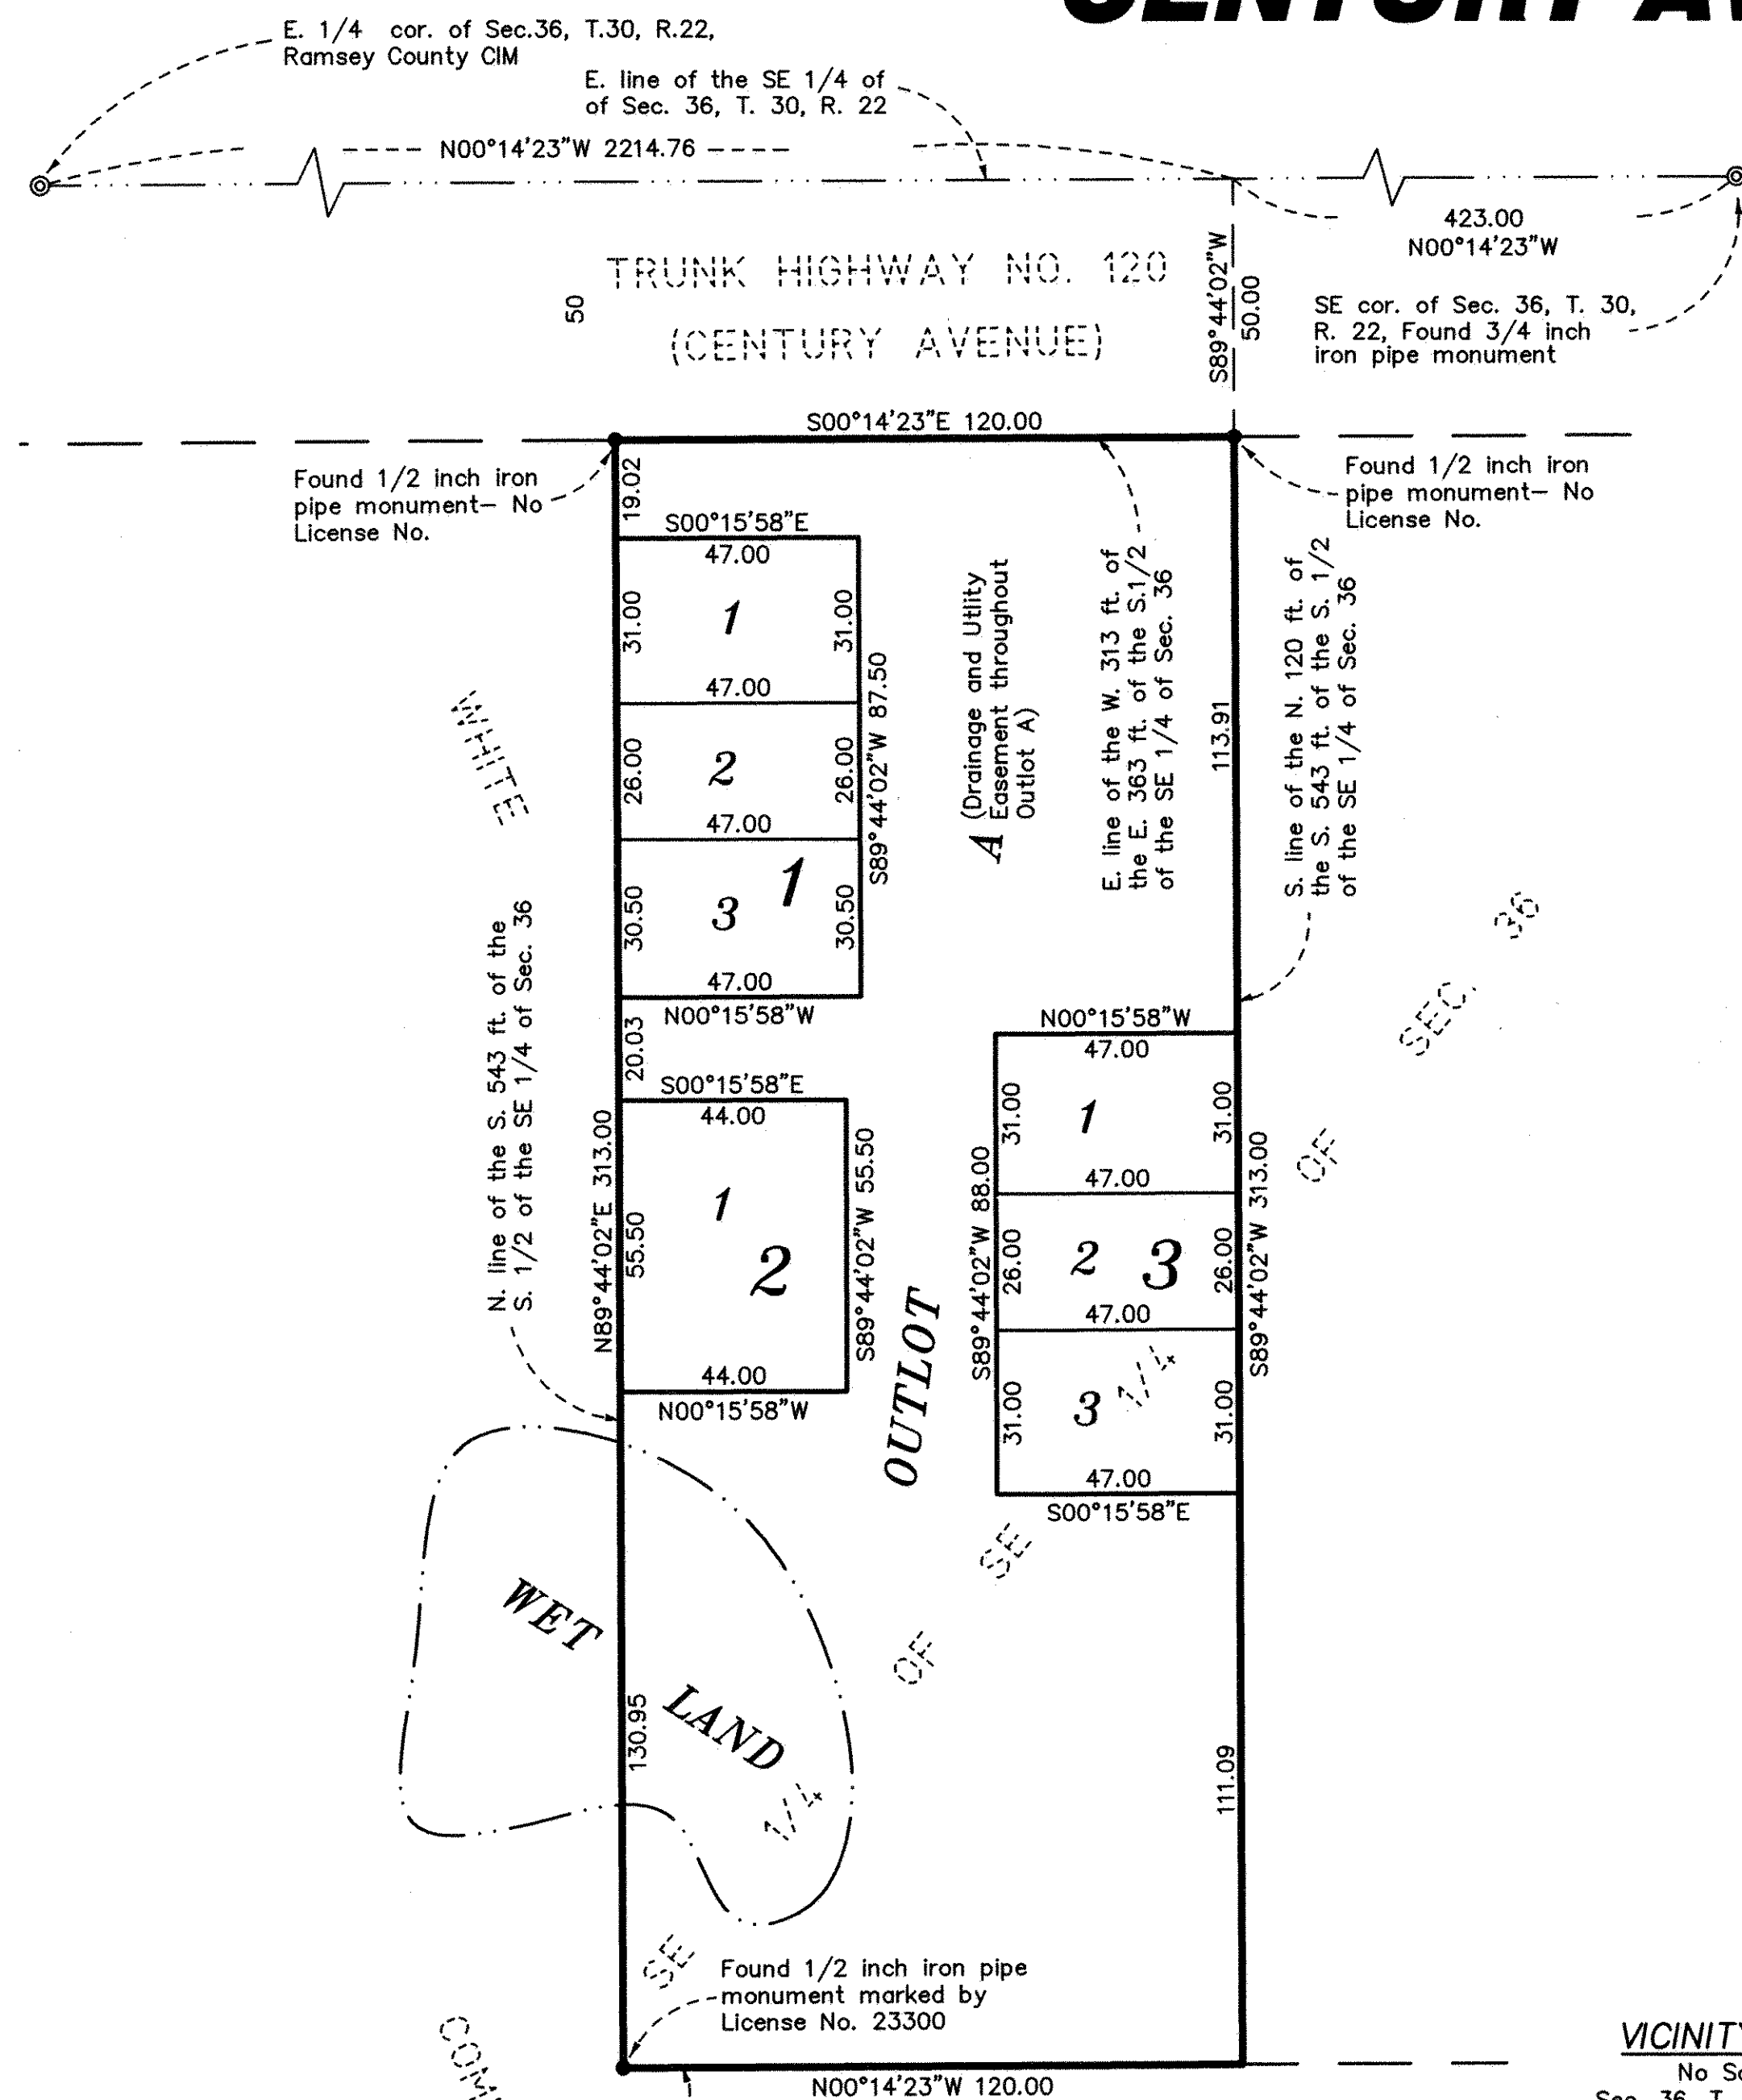 CENTURY AV
E. 1/4 cor. of Sec.36, T.30, R.22,
Ramsey County CIM
E. line of the SE 1/4 of
of Sec. 36, T. 30, R. 22
N00°14'23"W 2214.76
423.00
N00°14'23"W
TRUNK HIGHWAY NO. 120
(CENTURY AVENUE)
50
S89°44'02"W
50.00
SE cor. of Sec. 36, T. 30,
R. 22, Found 3/4 inch
iron pipe monument
S00°14'23"E 120.00
Found 1/2 inch iron
pipe monument– No
License No.
Found 1/2 inch iron
pipe monument– No
License No.
19.02
S00°15'58"E
47.00
31.00
1
31.00
47.00
26.00
2
26.00
47.00
S89°44'02"W 87.50
30.50
3
1
30.50
47.00
N00°15'58"W
A
(Drainage and Utlity
Easement throughout
Outlot A)
E. line of the W. 313 ft. of
the E. 363 ft. of the S.1/2
of the SE 1/4 of Sec. 36
113.91
S. line of the N. 120 ft. of
the S. 543 ft. of the S. 1/2
of the SE 1/4 of Sec. 36
WHITE
N. line of the S. 543 ft. of the
S. 1/2 of the SE 1/4 of Sec. 36
20.03
S00°15'58"E
44.00
N89°44'02"E 313.00
55.50
1
2
S89°44'02"W 55.50
44.00
N00°15'58"W
OUTLOT
N00°15'58"W
47.00
31.00
1
31.00
47.00
S89°44'02"W 88.00
26.00
2
3
26.00
47.00
S89°44'02"W 313.00
31.00
3
31.00
47.00
S00°15'58"E
36
SEC.
OF
1/4
SE
OF
1/4
SE
WET
LAND
130.95
111.09
Found 1/2 inch iron pipe
monument marked by
License No. 23300
COM
N00°14'23"W 120.00
VICINITY
No Sc